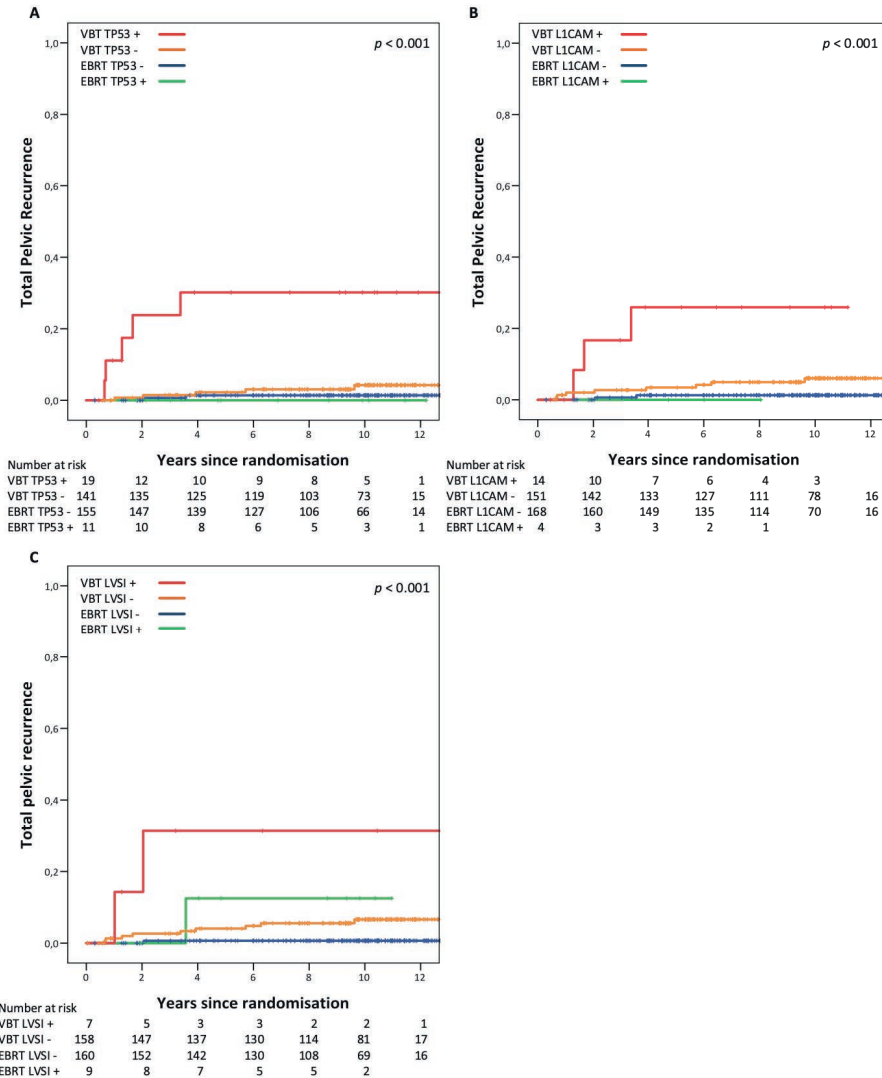 A
VBT TP53 +
VBT TP53 -
EBRT TP53 -
EBRT TP53 +
p < 0.001
Total Pelvic Recurrence
1,0
0,8
0,6
0,4
0,2
0,0
0 2 4 6 8 10 12
Years since randomisation
Number at risk
VBT TP53 + 19 12 10 9 8 5 1
VBT TP53 - 141 135 125 119 103 73 15
EBRT TP53 - 155 147 139 127 106 66 14
EBRT TP53 + 11 10 8 6 5 3 1
B
VBT L1CAM +
VBT L1CAM -
EBRT L1CAM -
EBRT L1CAM +
p < 0.001
Total Pelvic Recurrence
1,0
0,8
0,6
0,4
0,2
0,0
0 2 4 6 8 10 12
Years since randomisation
Number at risk
VBT L1CAM + 14 10 7 6 4 3
VBT L1CAM - 151 142 133 127 111 78 16
EBRT L1CAM - 168 160 149 135 114 70 16
EBRT L1CAM + 4 3 3 2 1
C
VBT LVSI +
VBT LVSI -
EBRT LVSI -
EBRT LVSI +
p < 0.001
Total pelvic recurrence
1,0
0,8
0,6
0,4
0,2
0,0
0 2 4 6 8 10 12
Years since randomisation
Number at risk
VBT LVSI + 7 5 3 3 2 2 1
VBT LVSI - 158 147 137 130 114 81 17
EBRT LVSI - 160 152 142 130 108 69 16
EBRT LVSI + 9 8 7 5 5 2